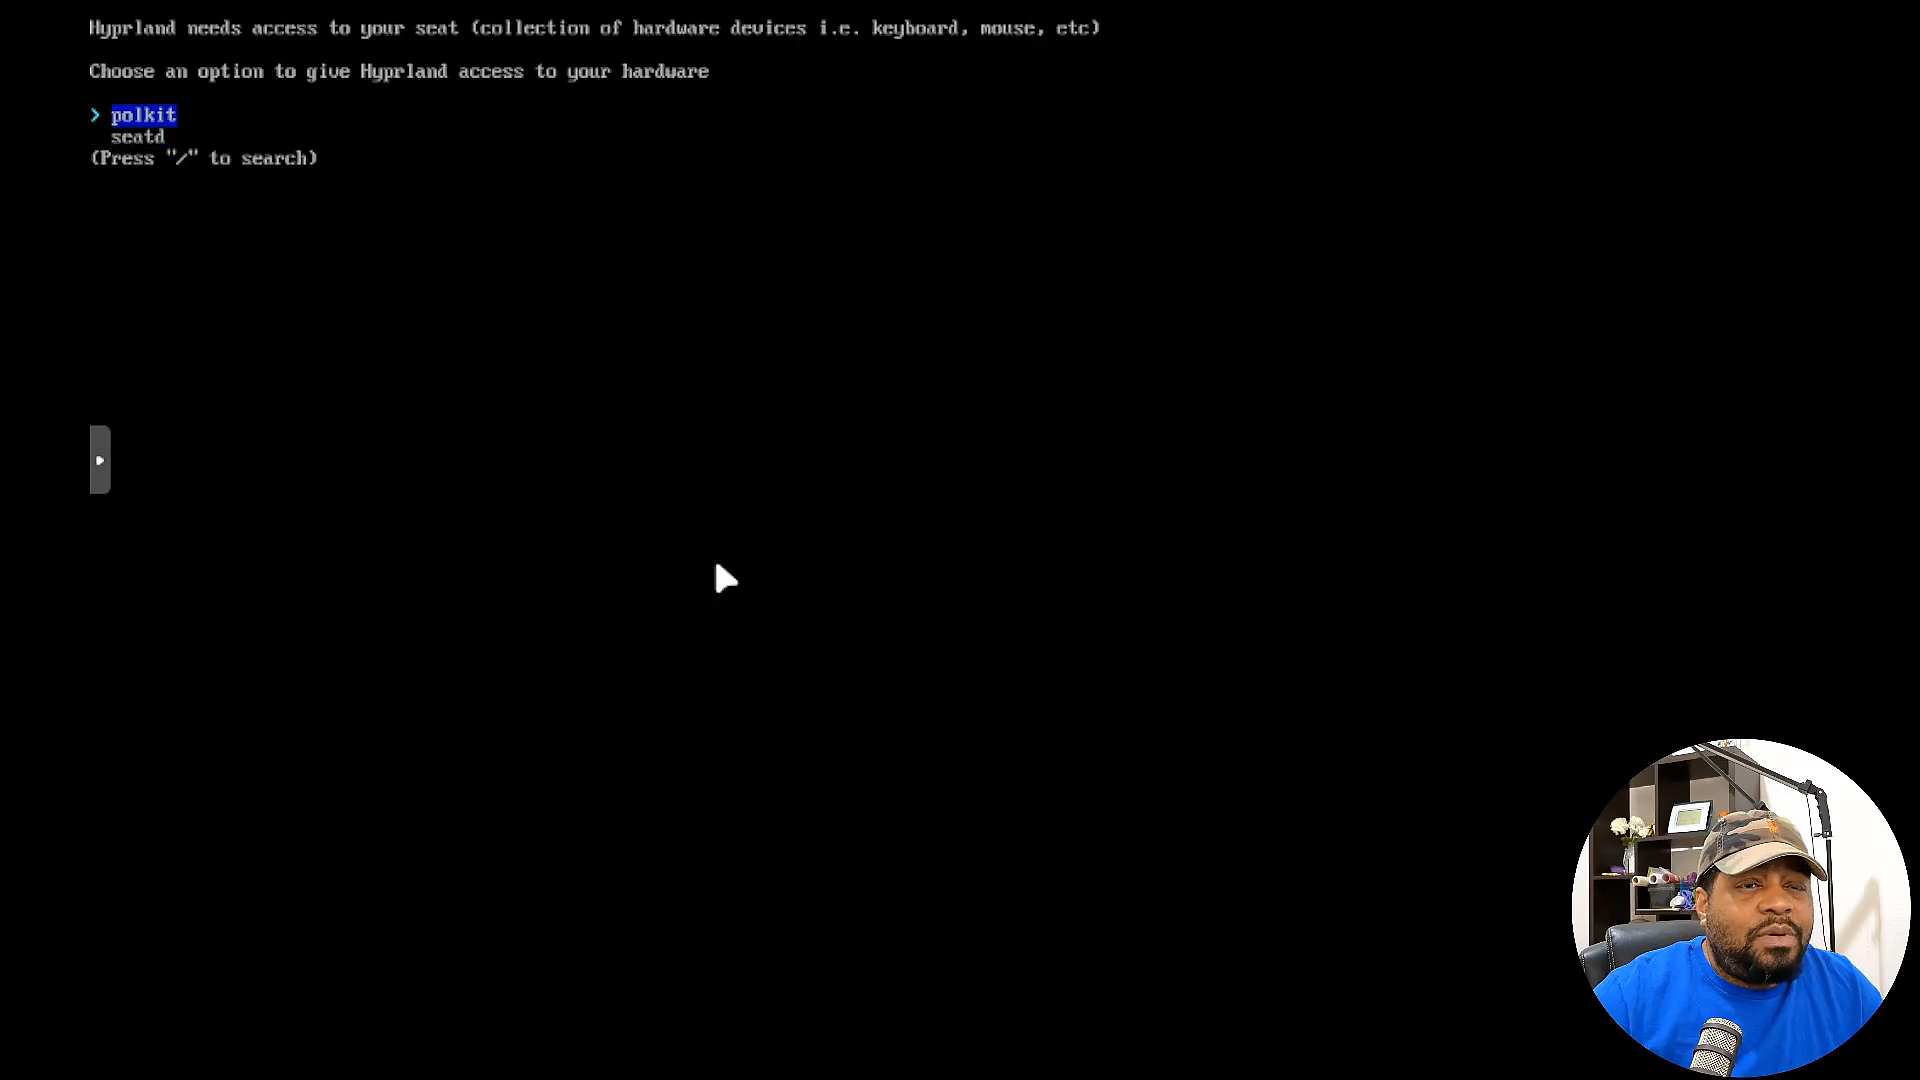 Hyprland needs access to your seat (collection of hardware devices i.e. keyboard, mouse, etc)
Choose an option to give Hyprland access to your hardware
> polkit
seatd
(Press "/" to search)